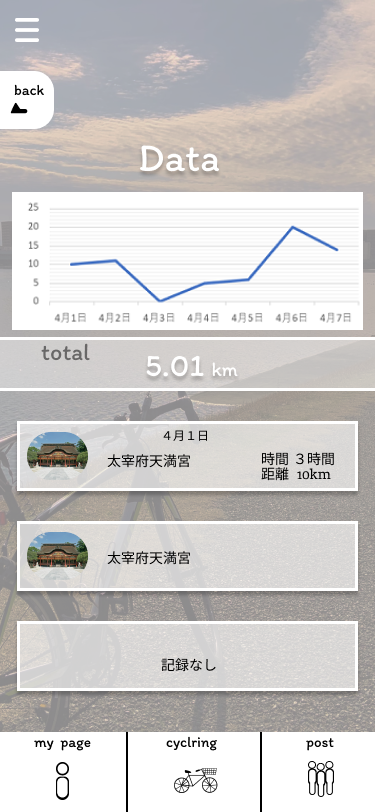 back
Data
25
20
15
10
5
0
4月1日 4月2日 4月3日 4月4日 4月5日 4月6日 4月7日
total
5.01 km
４月１日
太宰府天満宮
時間 ３時間
距離 10km
太宰府天満宮
記録なし
my page cyclring post